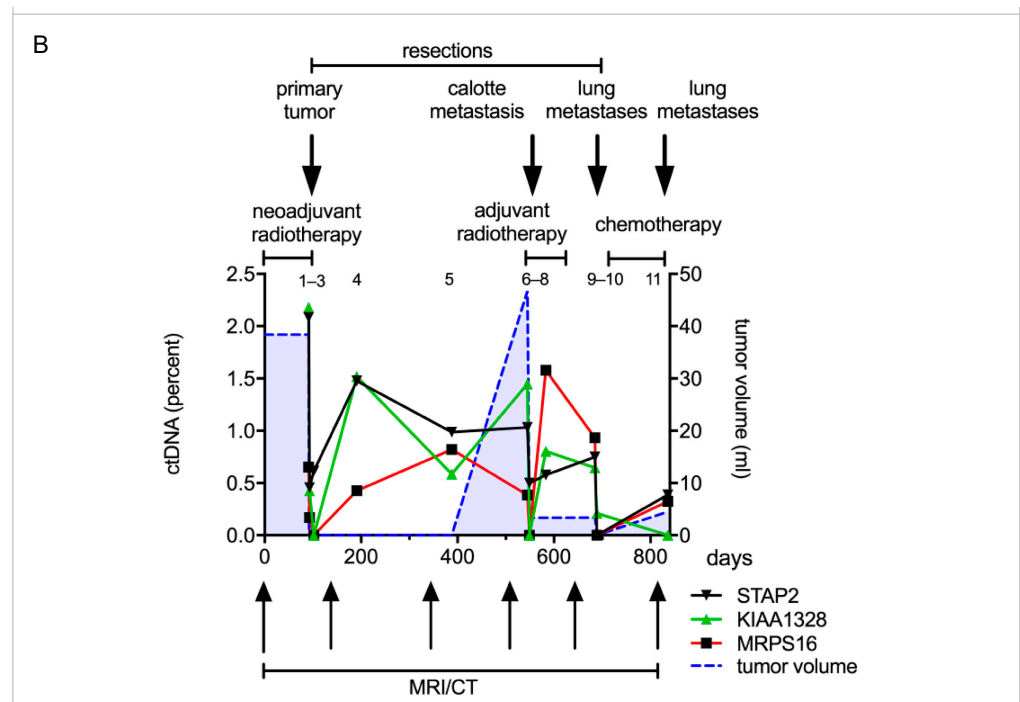 B
resections
primary
tumor
calotte
metastasis
lung
metastases
lung
metastases
neoadjuvant
radiotherapy
adjuvant
radiotherapy
chemotherapy
1–3 4 5 6–8 9–10 11
2.5
2.0
1.5
1.0
0.5
0.0
ctDNA (percent)
50
40
30
20
10
0
tumor volume (ml)
0 200 400 600 800 days
STAP2
KIAA1328
MRPS16
tumor volume
MRI/CT